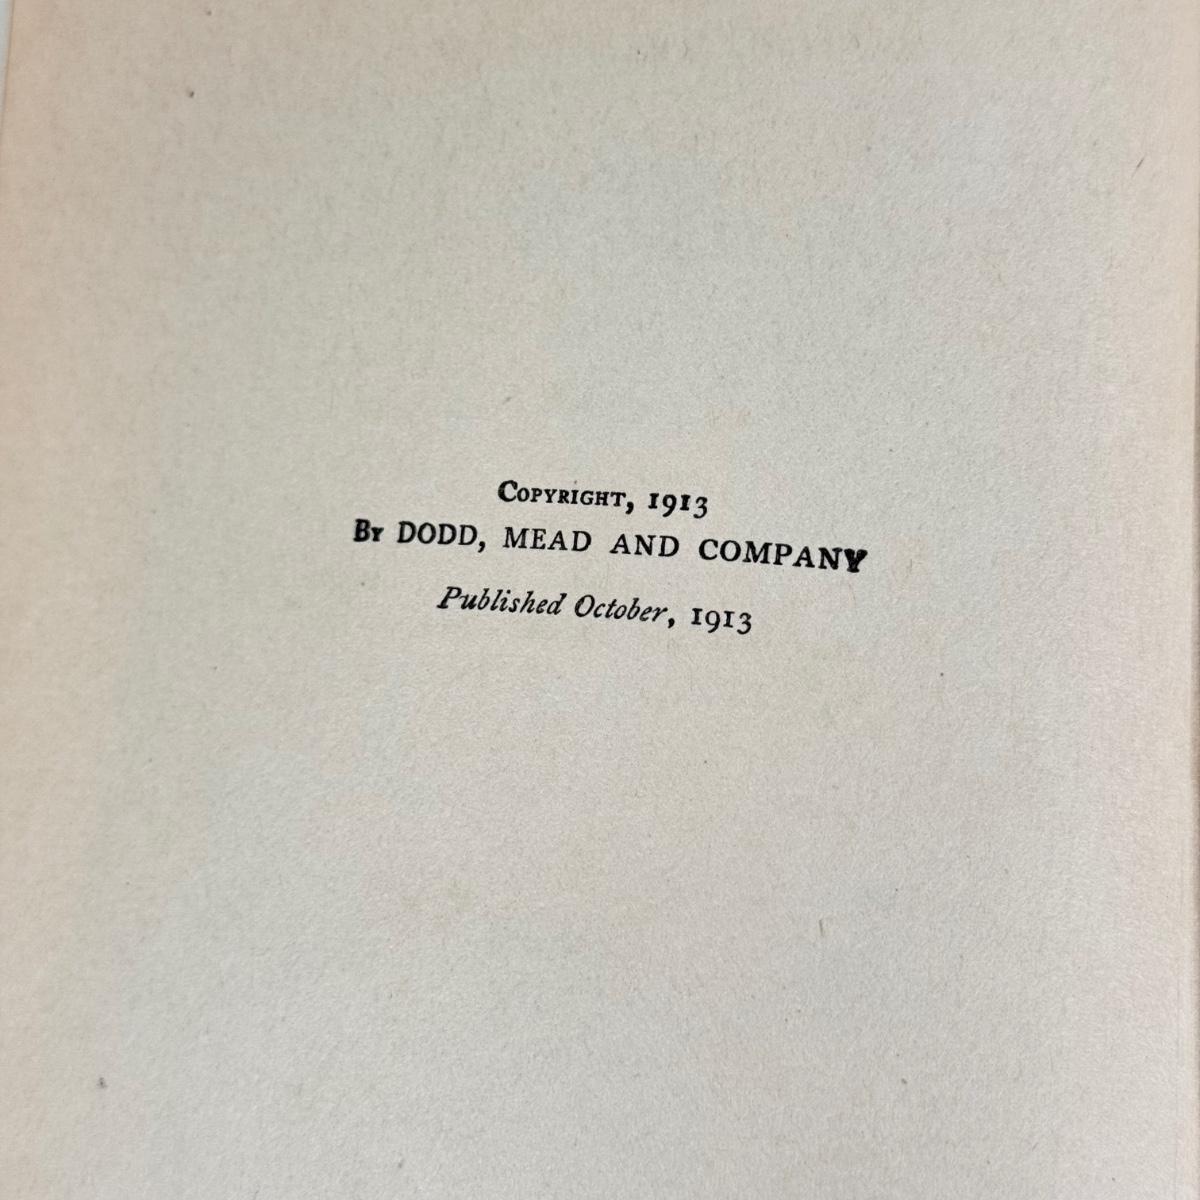 Copyright, 1913
By DODD, MEAD AND COMPANY
Published October, 1913